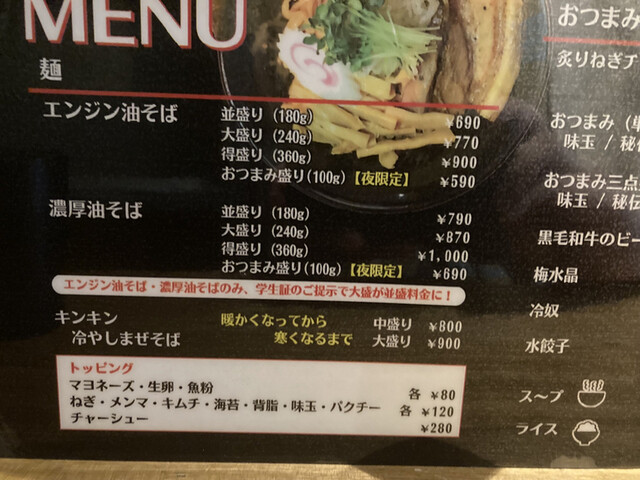 MENU
麺
エンジン油そば
並盛り (180g) ¥690
大盛り (240g) ¥770
得盛り (360g) ¥900
おつまみ盛り(100g)【夜限定】 ¥590
濃厚油そば
並盛り (180g) ¥790
大盛り (240g) ¥870
得盛り (360g) ¥1,000
おつまみ盛り(100g)【夜限定】 ¥690
エンジン油そば・濃厚油そばのみ、学生証のご提示で大盛が並盛料金に!
キンキン
冷やしまぜそば
暖かくなってから
寒くなるまで
中盛り ¥800
大盛り ¥900
トッピング
マヨネーズ・生卵・魚粉 各 ¥80
ねぎ・メンマ・キムチ・海苔・背脂・味玉・パクチー 各 ¥120
チャーシュー ¥280
おつまみ
炙りねぎチ
おつまみ
味玉 / 秘伝
おつまみ三点
味玉 / 秘伝
黒毛和牛のビー
梅水晶
冷奴
水餃子
スープ
ライス